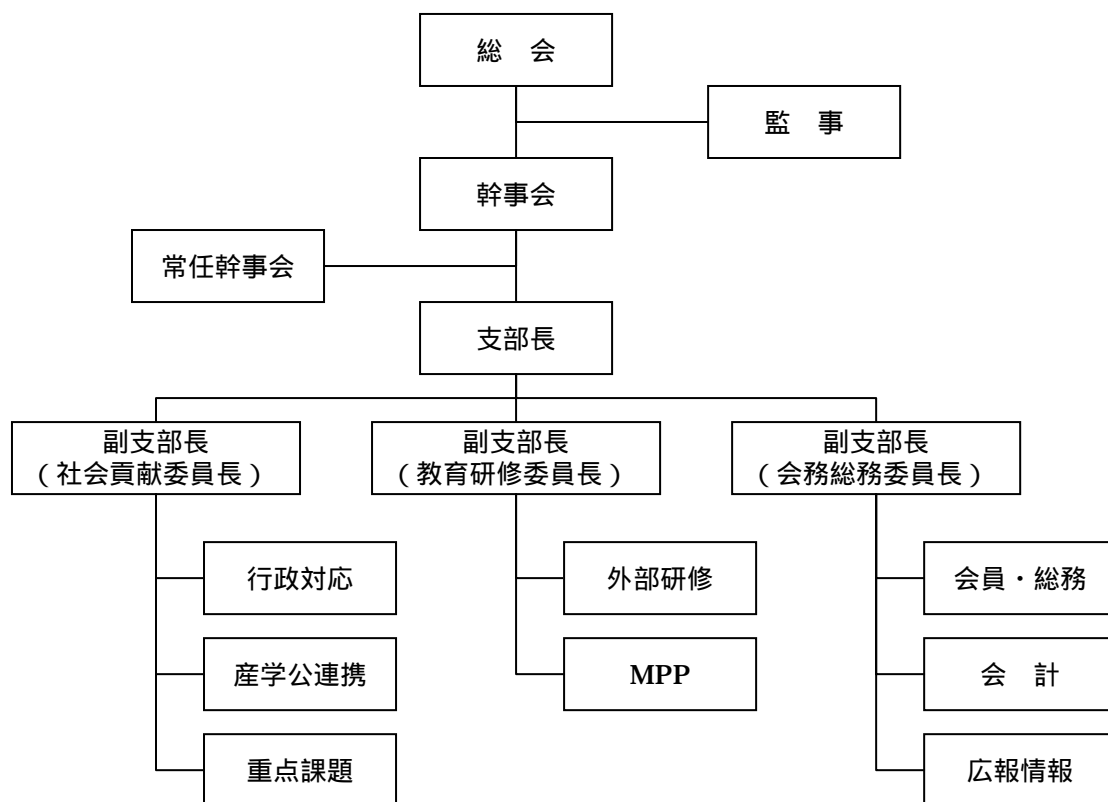 総　会
監　事
幹事会
常任幹事会
支部長
副支部長
（社会貢献委員長）
副支部長
（教育研修委員長）
副支部長
（会務総務委員長）
行政対応
外部研修
会員・総務
産学公連携
MPP
会　計
重点課題
広報情報